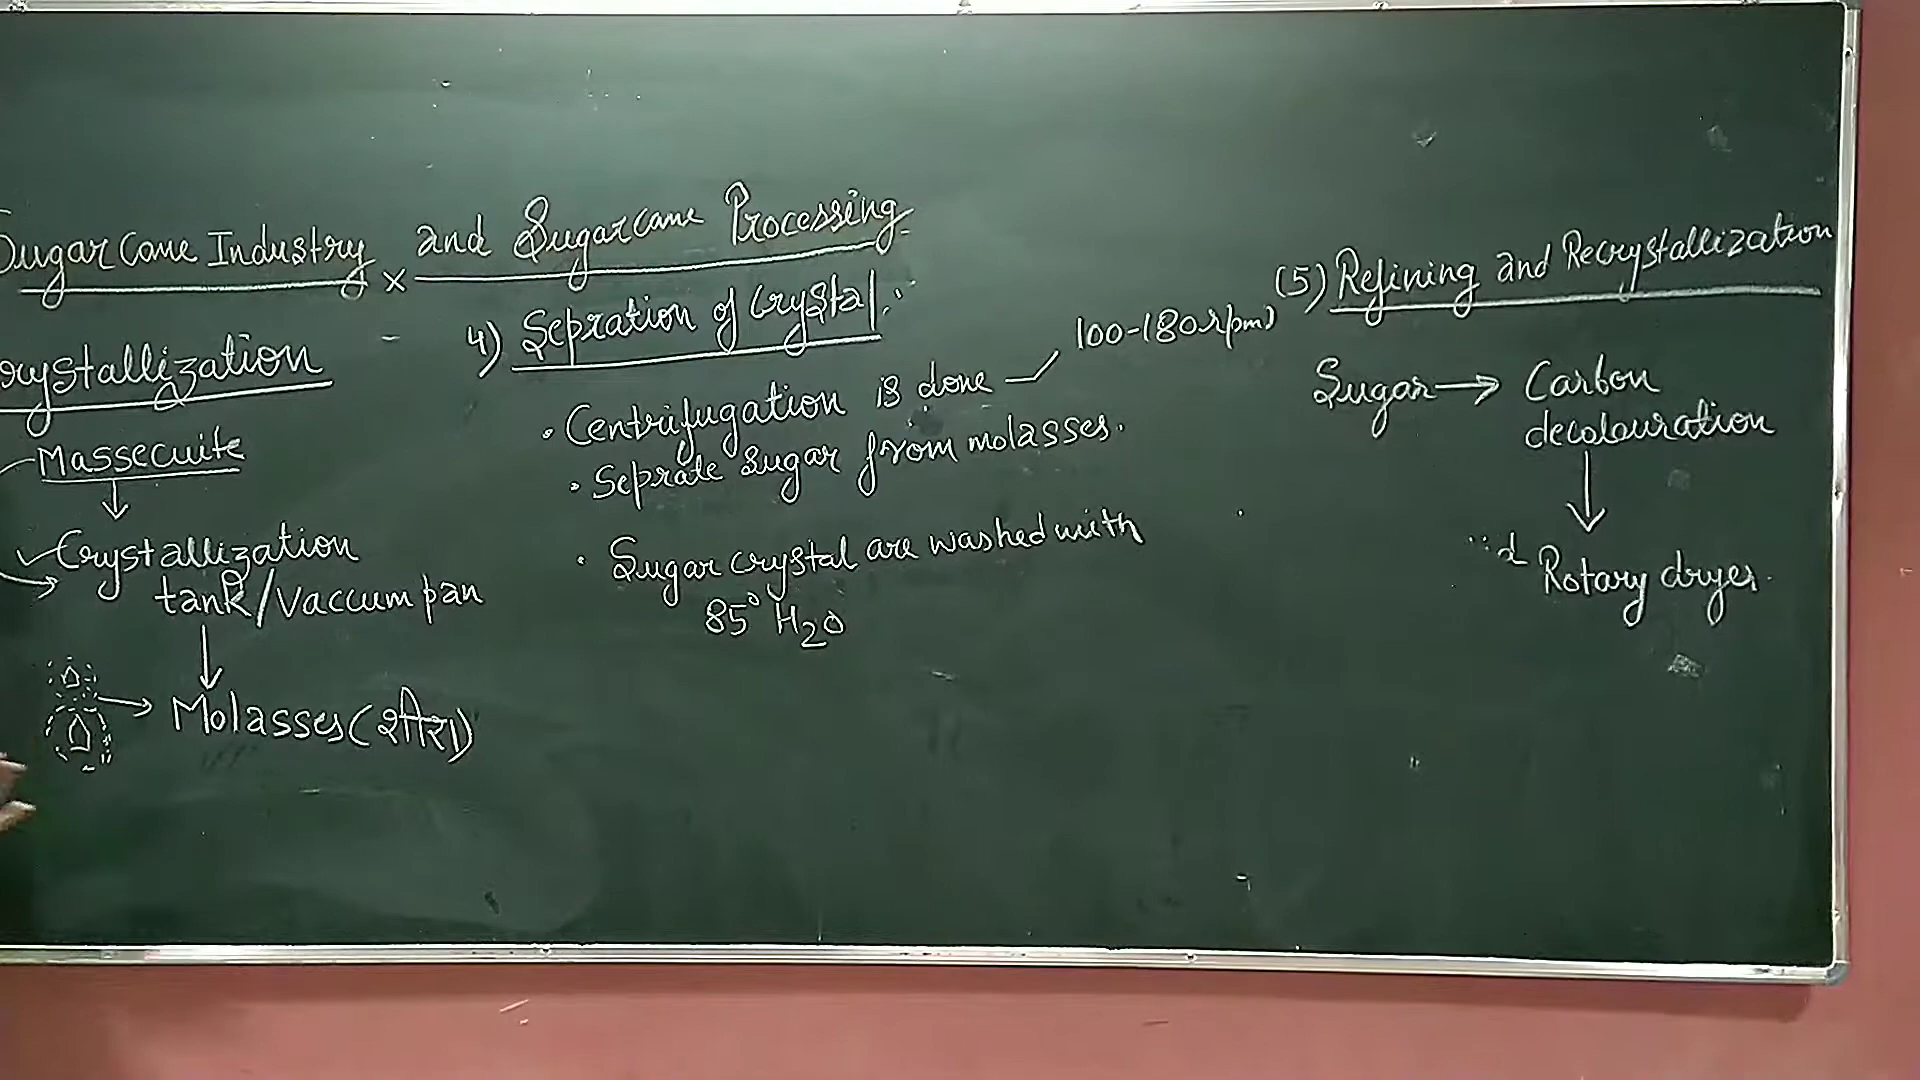 Sugarcane Industry and Sugarcane Processing
Crystallization
Massecuite
Crystallization
tank/Vaccum pan
Molasses (शीरा)
4) Sepration of Crystal
• Centrifugation is done — 100-180 rpm
• Seprate sugar from molasses.
• Sugar crystal are washed with
85° H2O
(5) Refining and Recrystallization
Sugar → Carbon
decolouration
Rotary dryer.